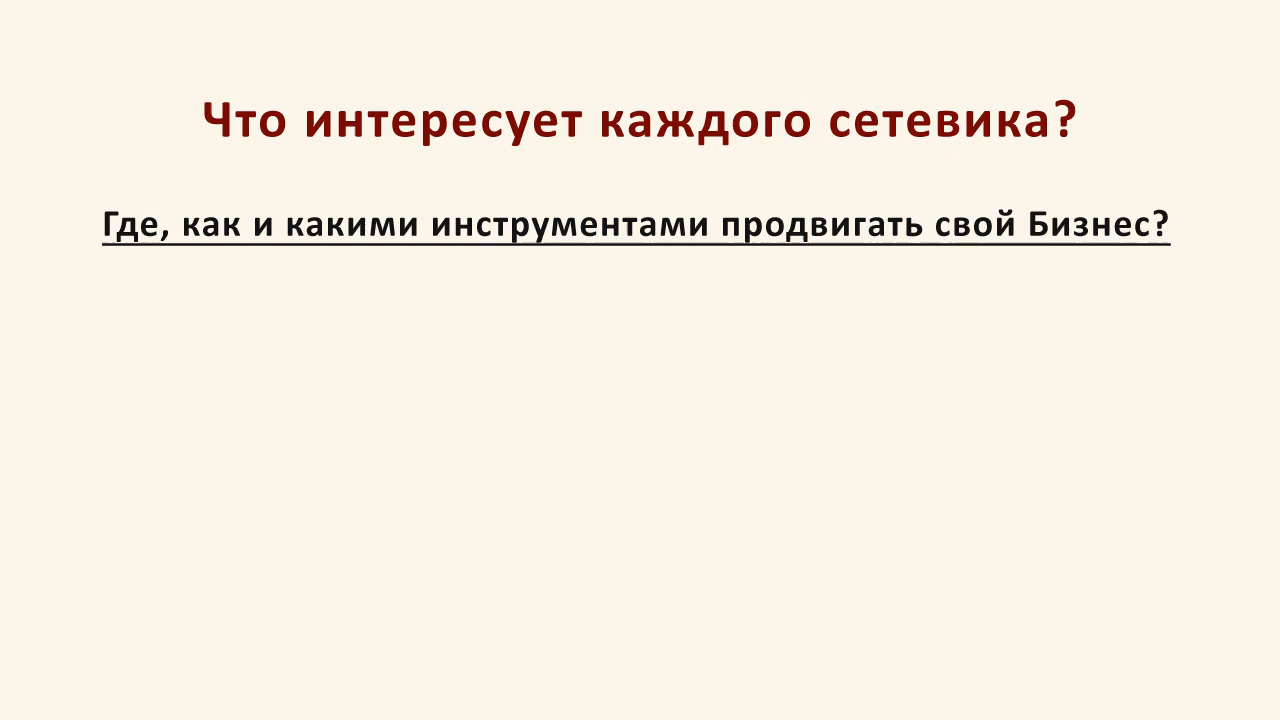 Что интересует каждого сетевика?
Где, как и какими инструментами продвигать свой Бизнес?